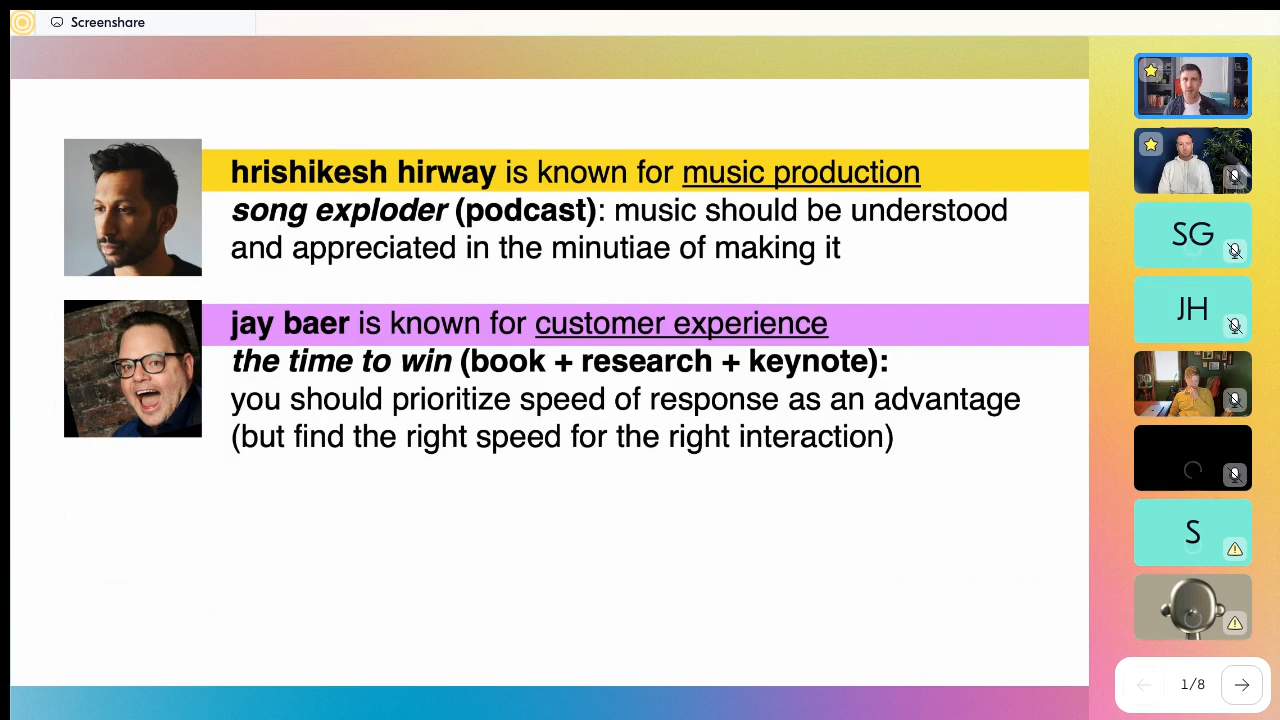 Screenshare
hrishikesh hirway is known for music production
song exploder (podcast): music should be understood
and appreciated in the minutiae of making it
jay baer is known for customer experience
the time to win (book + research + keynote):
you should prioritize speed of response as an advantage
(but find the right speed for the right interaction)
SG
JH
S
1/8